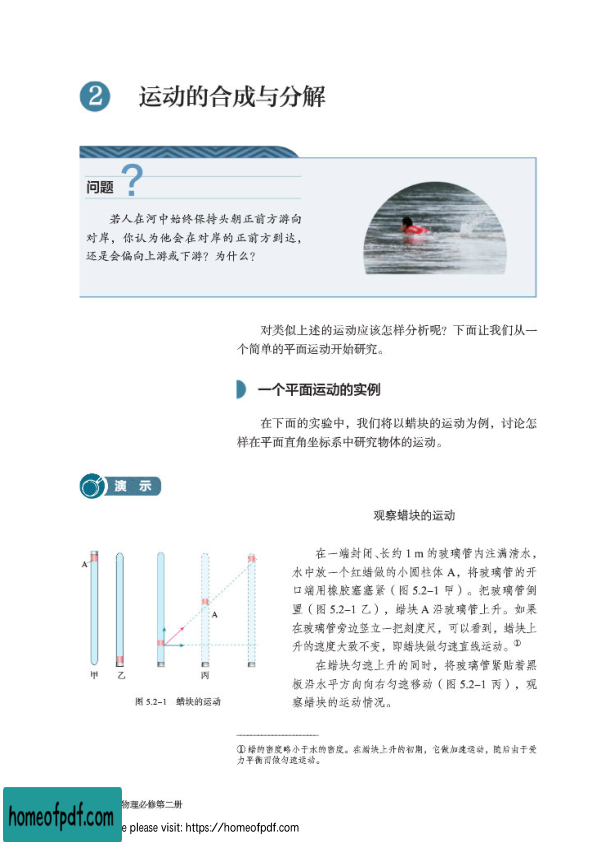 2 运动的合成与分解
问题 ?
若人在河中始终保持头朝正前方游向
对岸，你认为他会在对岸的正前方到达，
还是会偏向上游或下游？为什么？
对类似上述的运动应该怎样分析呢？下面让我们从一
个简单的平面运动开始研究。
一个平面运动的实例
在下面的实验中，我们将以蜡块的运动为例，讨论怎
样在平面直角坐标系中研究物体的运动。
演 示
观察蜡块的运动
在一端封闭、长约 1 m 的玻璃管内注满清水，
水中放一个红蜡做的小圆柱体 A，将玻璃管的开
口端用橡胶塞塞紧（图 5.2-1 甲）。把玻璃管倒
置（图 5.2-1 乙），蜡块 A 沿玻璃管上升。如果
在玻璃管旁边竖立一把刻度尺，可以看到，蜡块上
升的速度大致不变，即蜡块做匀速直线运动。①
在蜡块匀速上升的同时，将玻璃管紧贴着黑
板沿水平方向向右匀速移动（图 5.2-1 丙），观
察蜡块的运动情况。
A
A
甲 乙 丙
图 5.2-1 蜡块的运动
① 蜡的密度略小于水的密度。在蜡块上升的初期，它做加速运动，随后由于受
力平衡而做匀速运动。
物理必修第二册
homeofpdf.com
e please visit: https://homeofpdf.com